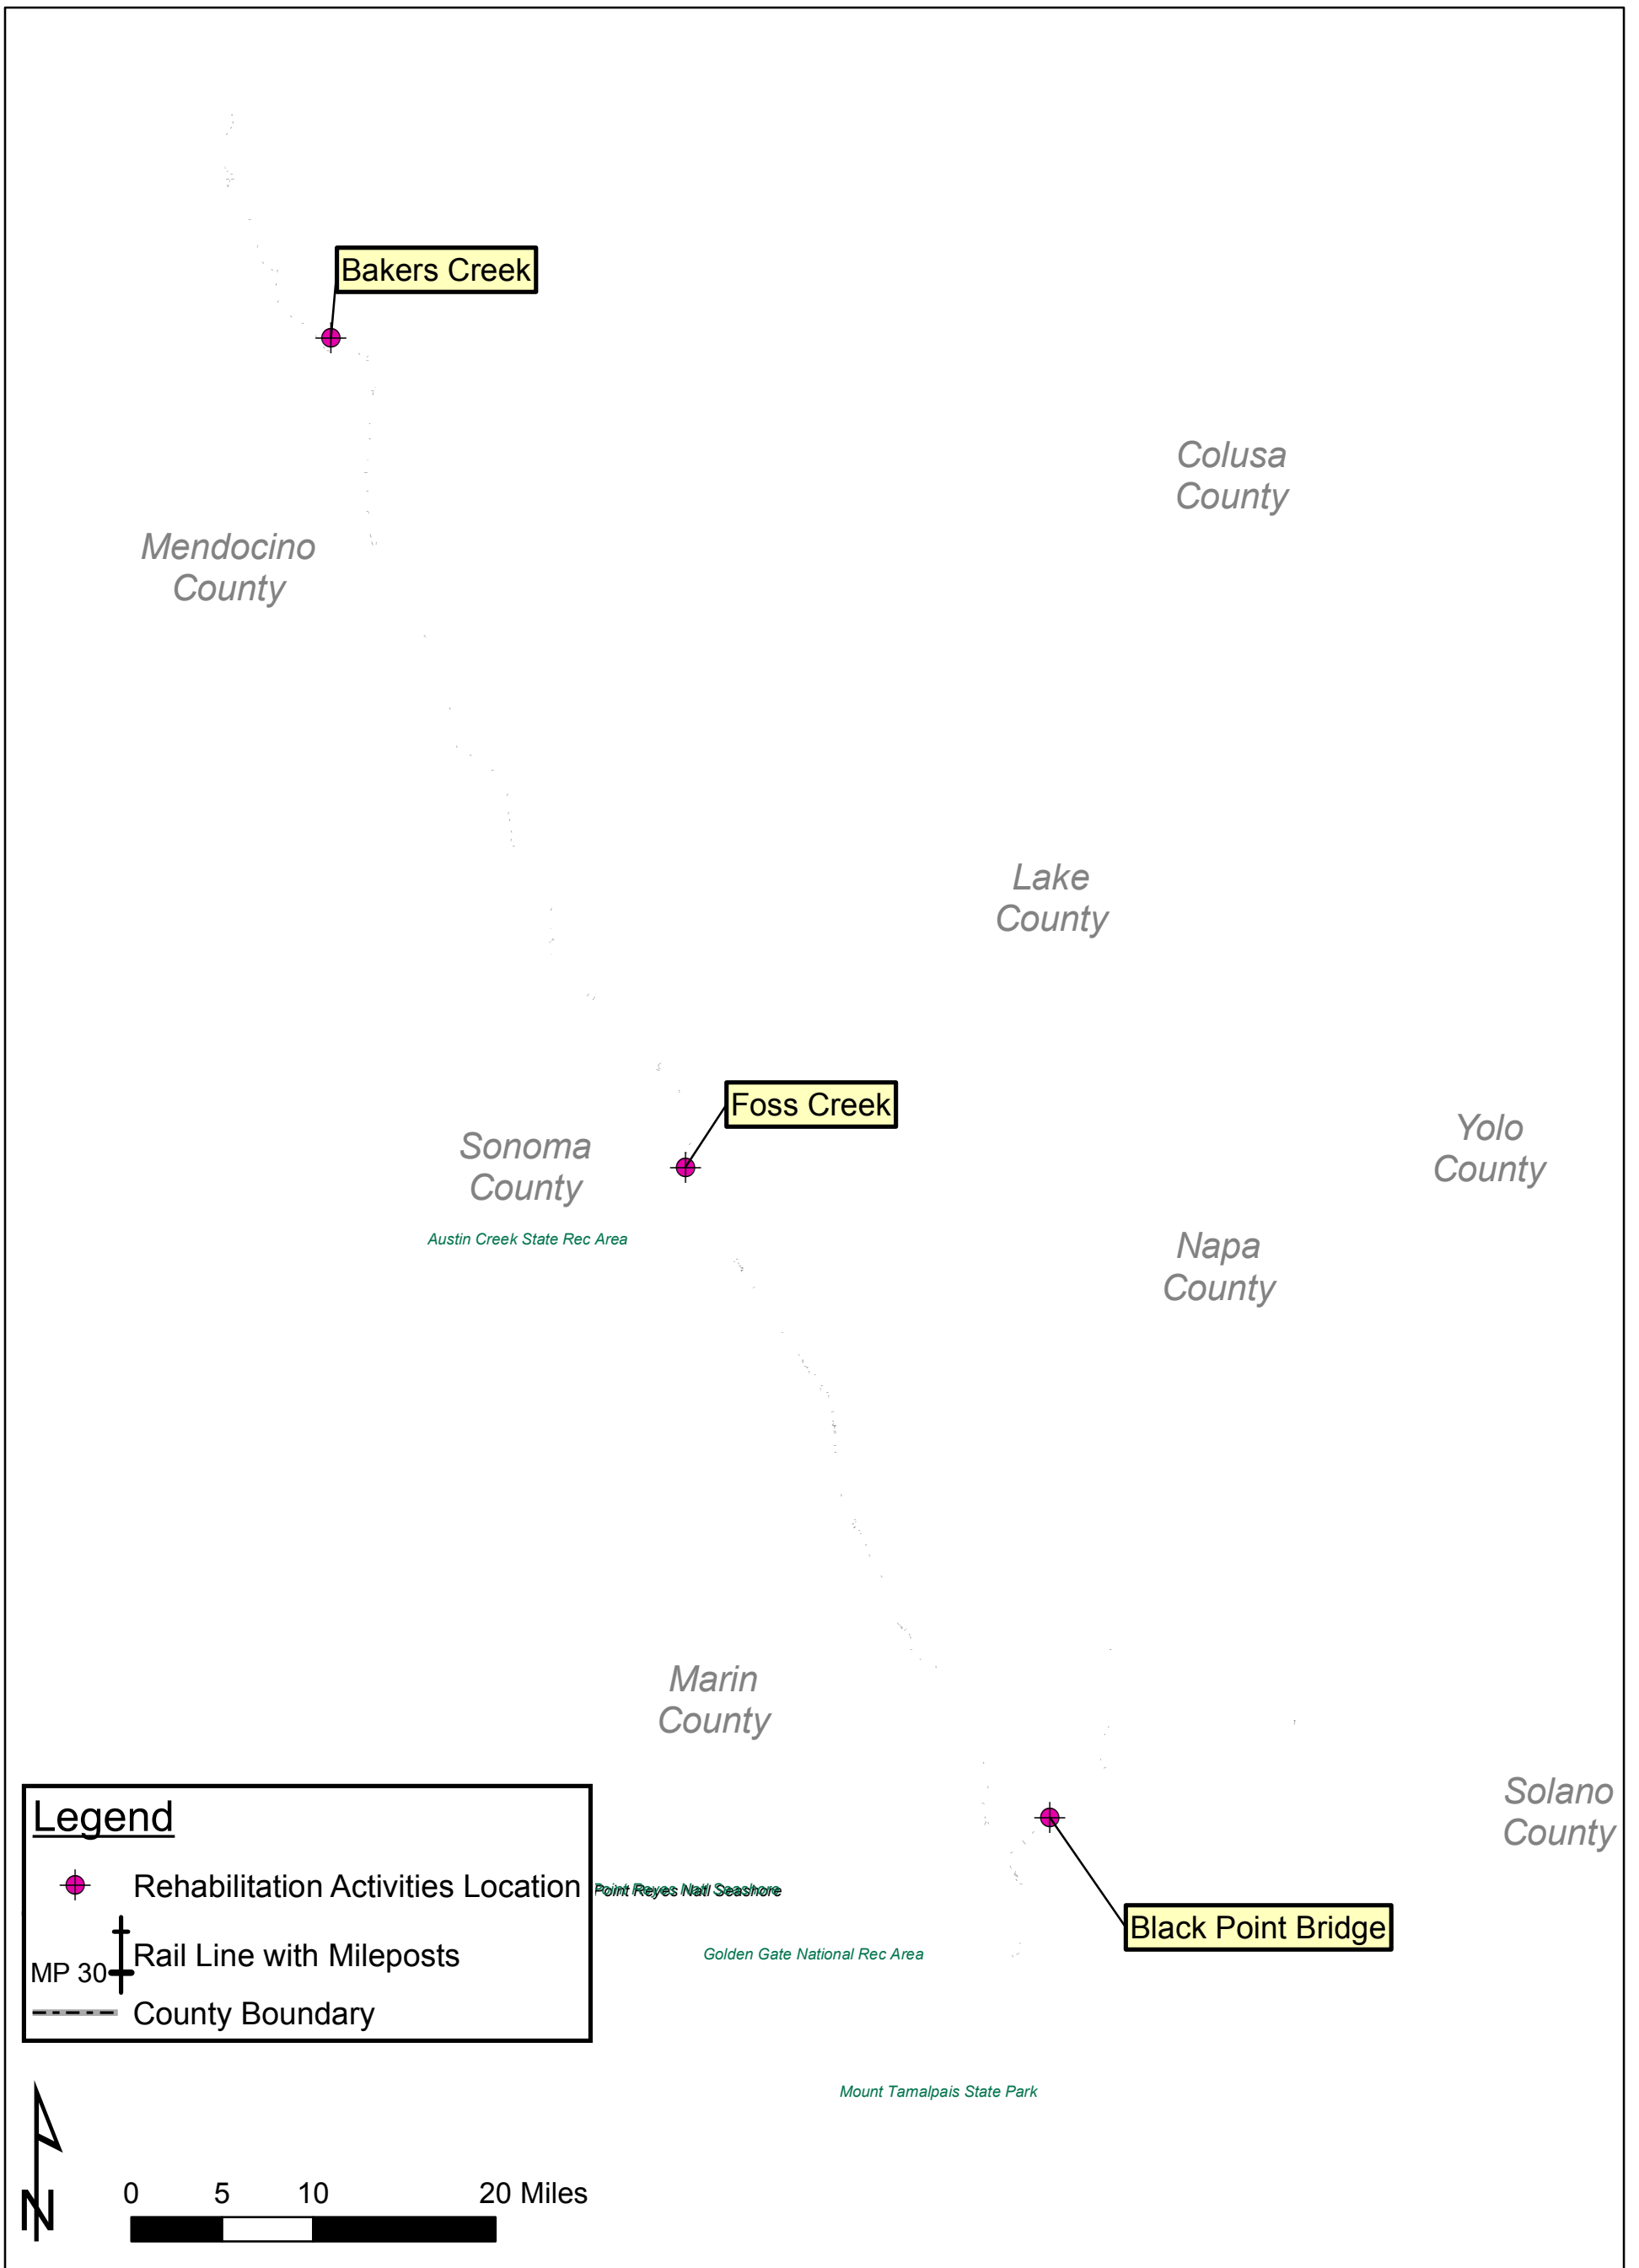 Bakers Creek
Colusa
County
Mendocino
County
Lake
County
Foss Creek
Sonoma
County
Yolo
County
Austin Creek State Rec Area
Napa
County
Marin
County
Solano
County
Legend
Rehabilitation Activities Location
Point Reyes Natl Seashore
Black Point Bridge
Golden Gate National Rec Area
Rail Line with Mileposts
MP 30
County Boundary
Mount Tamalpais State Park
N
0 5 10 20 Miles